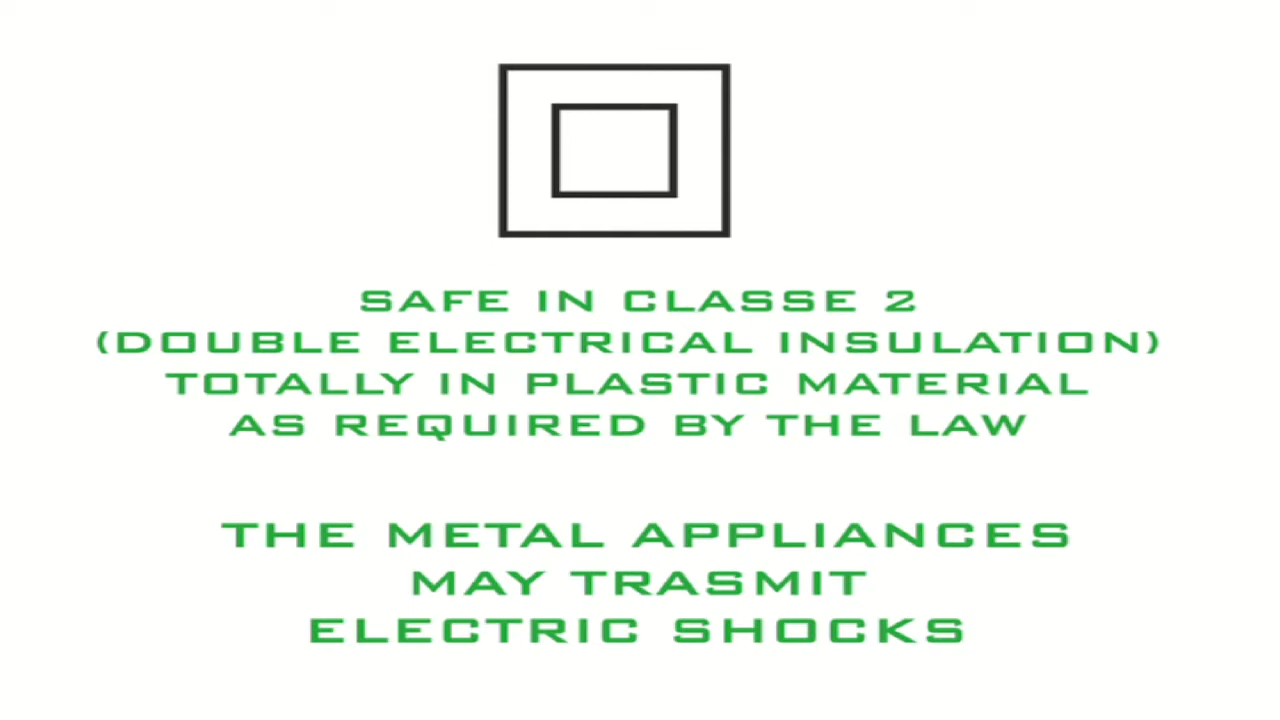 SAFE IN CLASSE 2
(DOUBLE ELECTRICAL INSULATION)
TOTALLY IN PLASTIC MATERIAL
AS REQUIRED BY THE LAW
THE METAL APPLIANCES
MAY TRASMIT
ELECTRIC SHOCKS